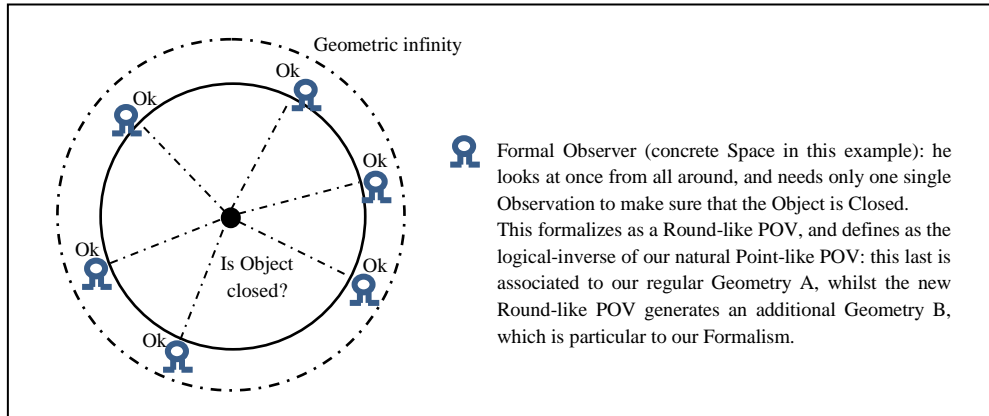 Geometric infinity
Ok
Ok
Ok
Ok
Ok
Ok
Is Object
closed?
Formal Observer (concrete Space in this example): he
looks at once from all around, and needs only one single
Observation to make sure that the Object is Closed.
This formalizes as a Round-like POV, and defines as the
logical-inverse of our natural Point-like POV: this last is
associated to our regular Geometry A, whilst the new
Round-like POV generates an additional Geometry B,
which is particular to our Formalism.